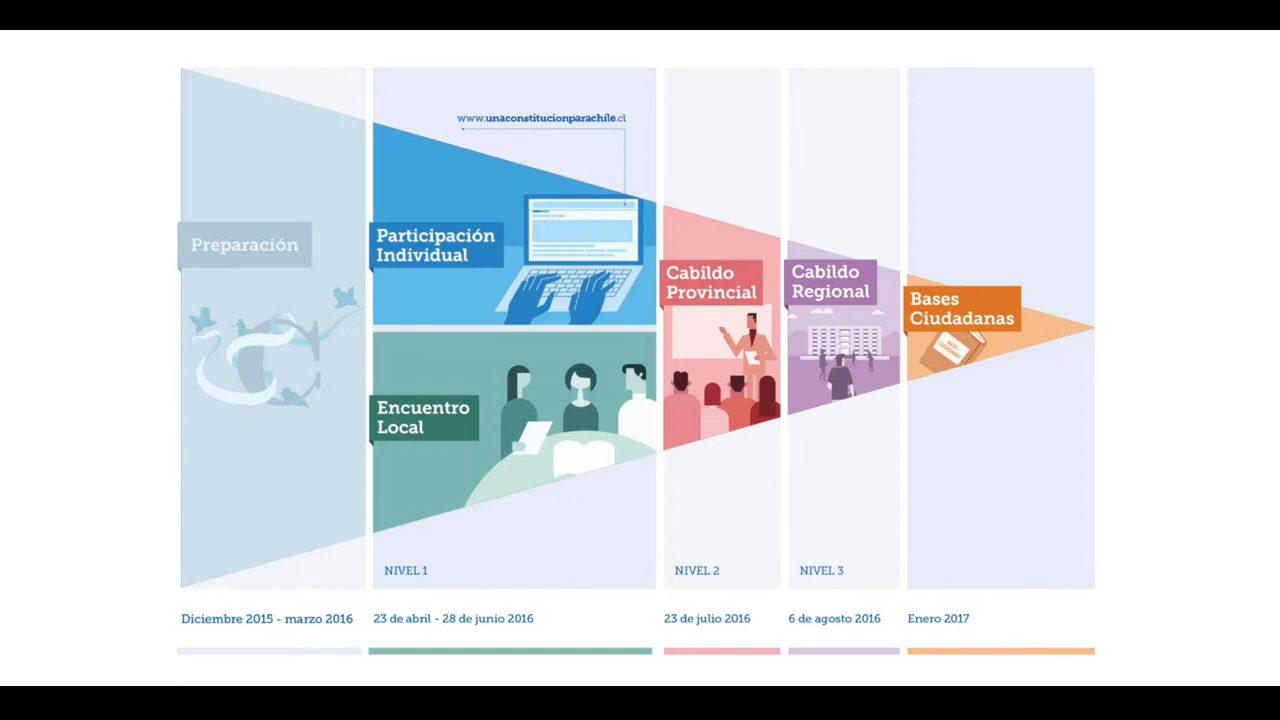 www.unaconstitucionparachile.cl
Preparación
Participación
Individual
Encuentro
Local
Cabildo
Provincial
Cabildo
Regional
Bases
Ciudadanas
BASES
CIUDADANAS
NIVEL 1
NIVEL 2
NIVEL 3
Diciembre 2015 - marzo 2016
23 de abril - 28 de junio 2016
23 de julio 2016
6 de agosto 2016
Enero 2017